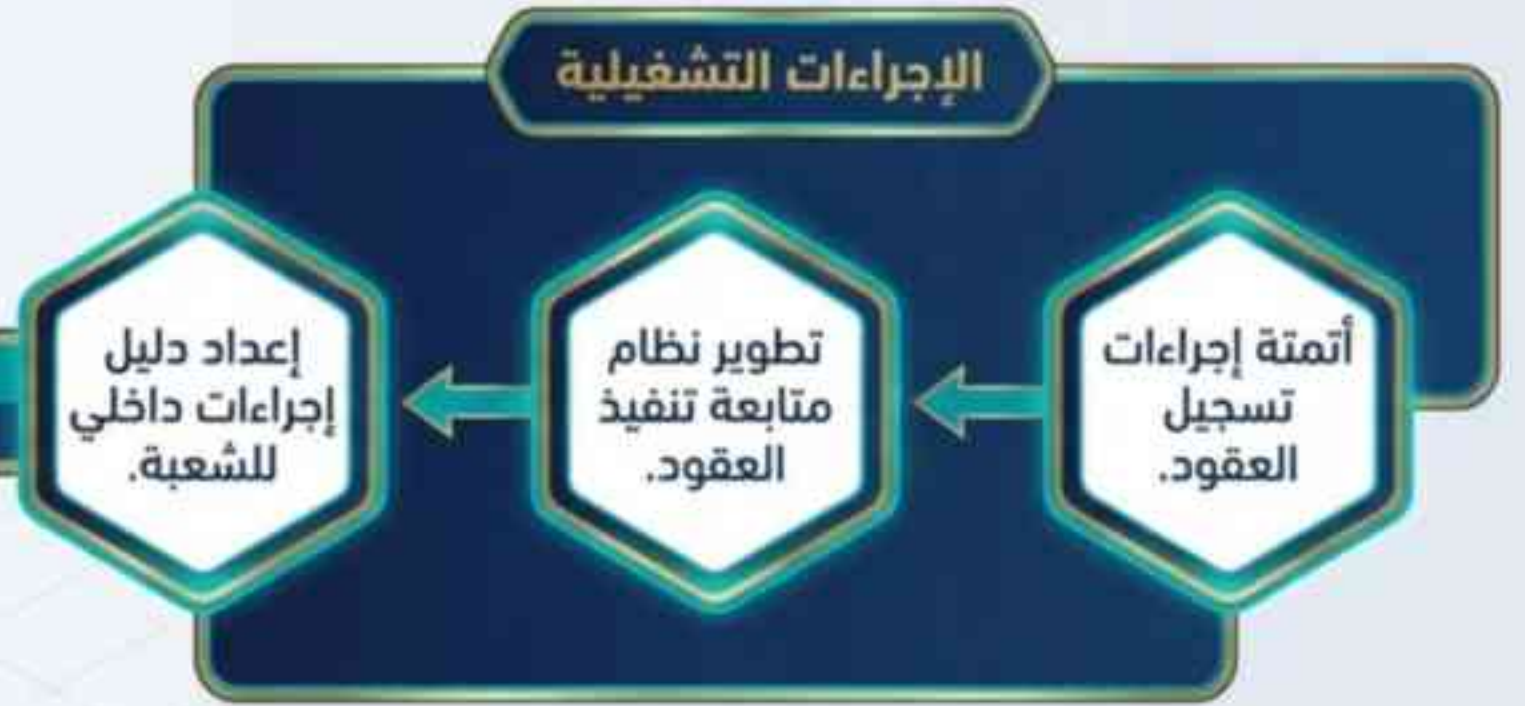 الإجراءات التشغيلية
أتمتة إجراءات
تسجيل
العقود.
تطوير نظام
متابعة تنفيذ
العقود.
إعداد دليل
إجراءات داخلي
للشعبة.